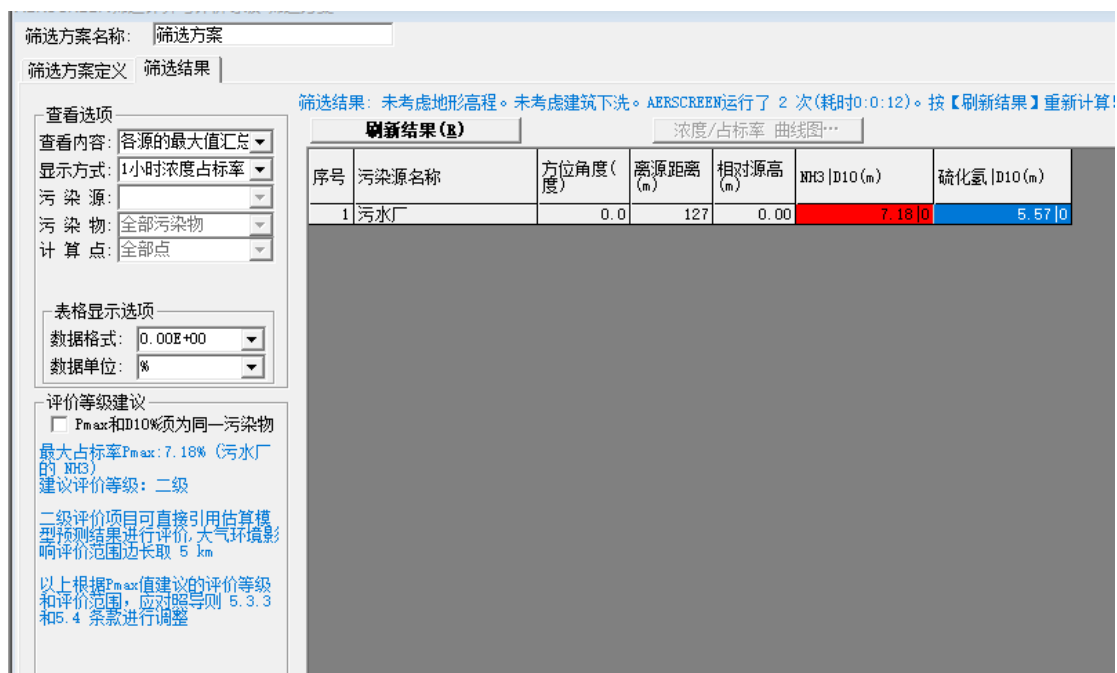 筛选方案名称: 筛选方案
筛选方案定义 筛选结果
查看选项
查看内容: 各源的最大值汇总
显示方式: 1小时浓度占标率
污 染 源:
污 染 物: 全部污染物
计 算 点: 全部点
表格显示选项
数据格式: 0.00E+00
数据单位: %
评价等级建议
Pmax和D10%须为同一污染物
最大占标率Pmax:7.18% (污水厂
的 NH3)
建议评价等级: 二级
二级评价项目可直接引用估算模
型预测结果进行评价,大气环境影
响评价范围边长取 5 km
以上根据Pmax值建议的评价等级
和评价范围,应对照导则 5.3.3
和5.4 条款进行调整
筛选结果: 未考虑地形高程。未考虑建筑下洗。AERSCREEN运行了 2 次(耗时0:0:12)。按【刷新结果】重新计算!
刷新结果(R) 浓度/占标率 曲线图…
序号 污染源名称 方位角度(度) 离源距离(m) 相对源高(m) NH3|D10(m) 硫化氢|D10(m)
1 污水厂 0.0 127 0.00 7.18|0 5.57|0